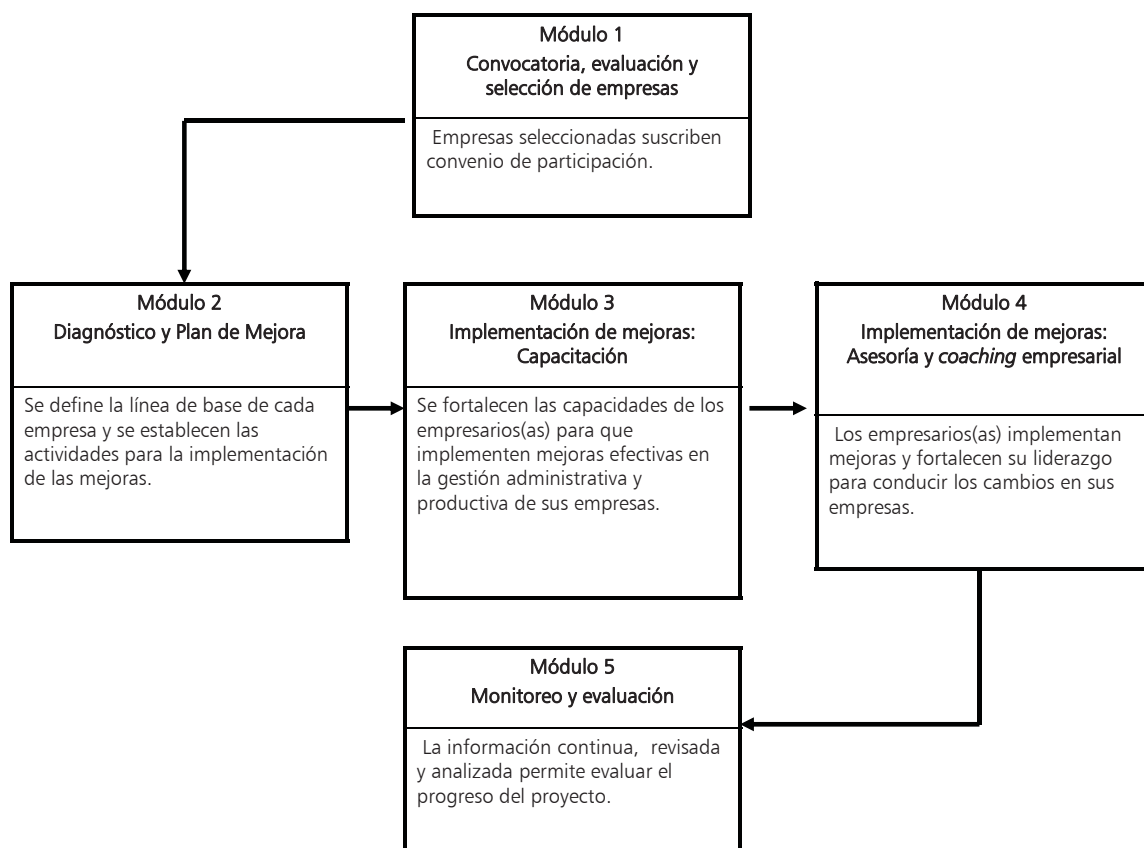 Módulo 1
Convocatoria, evaluación y
selección de empresas
Empresas seleccionadas suscriben
convenio de participación.
Módulo 2
Diagnóstico y Plan de Mejora
Se define la línea de base de cada
empresa y se establecen las
actividades para la implementación
de las mejoras.
Módulo 3
Implementación de mejoras:
Capacitación
Se fortalecen las capacidades de los
empresarios(as) para que
implementen mejoras efectivas en
la gestión administrativa y
productiva de sus empresas.
Módulo 4
Implementación de mejoras:
Asesoría y coaching empresarial
Los empresarios(as) implementan
mejoras y fortalecen su liderazgo
para conducir los cambios en sus
empresas.
Módulo 5
Monitoreo y evaluación
La información continua, revisada
y analizada permite evaluar el
progreso del proyecto.